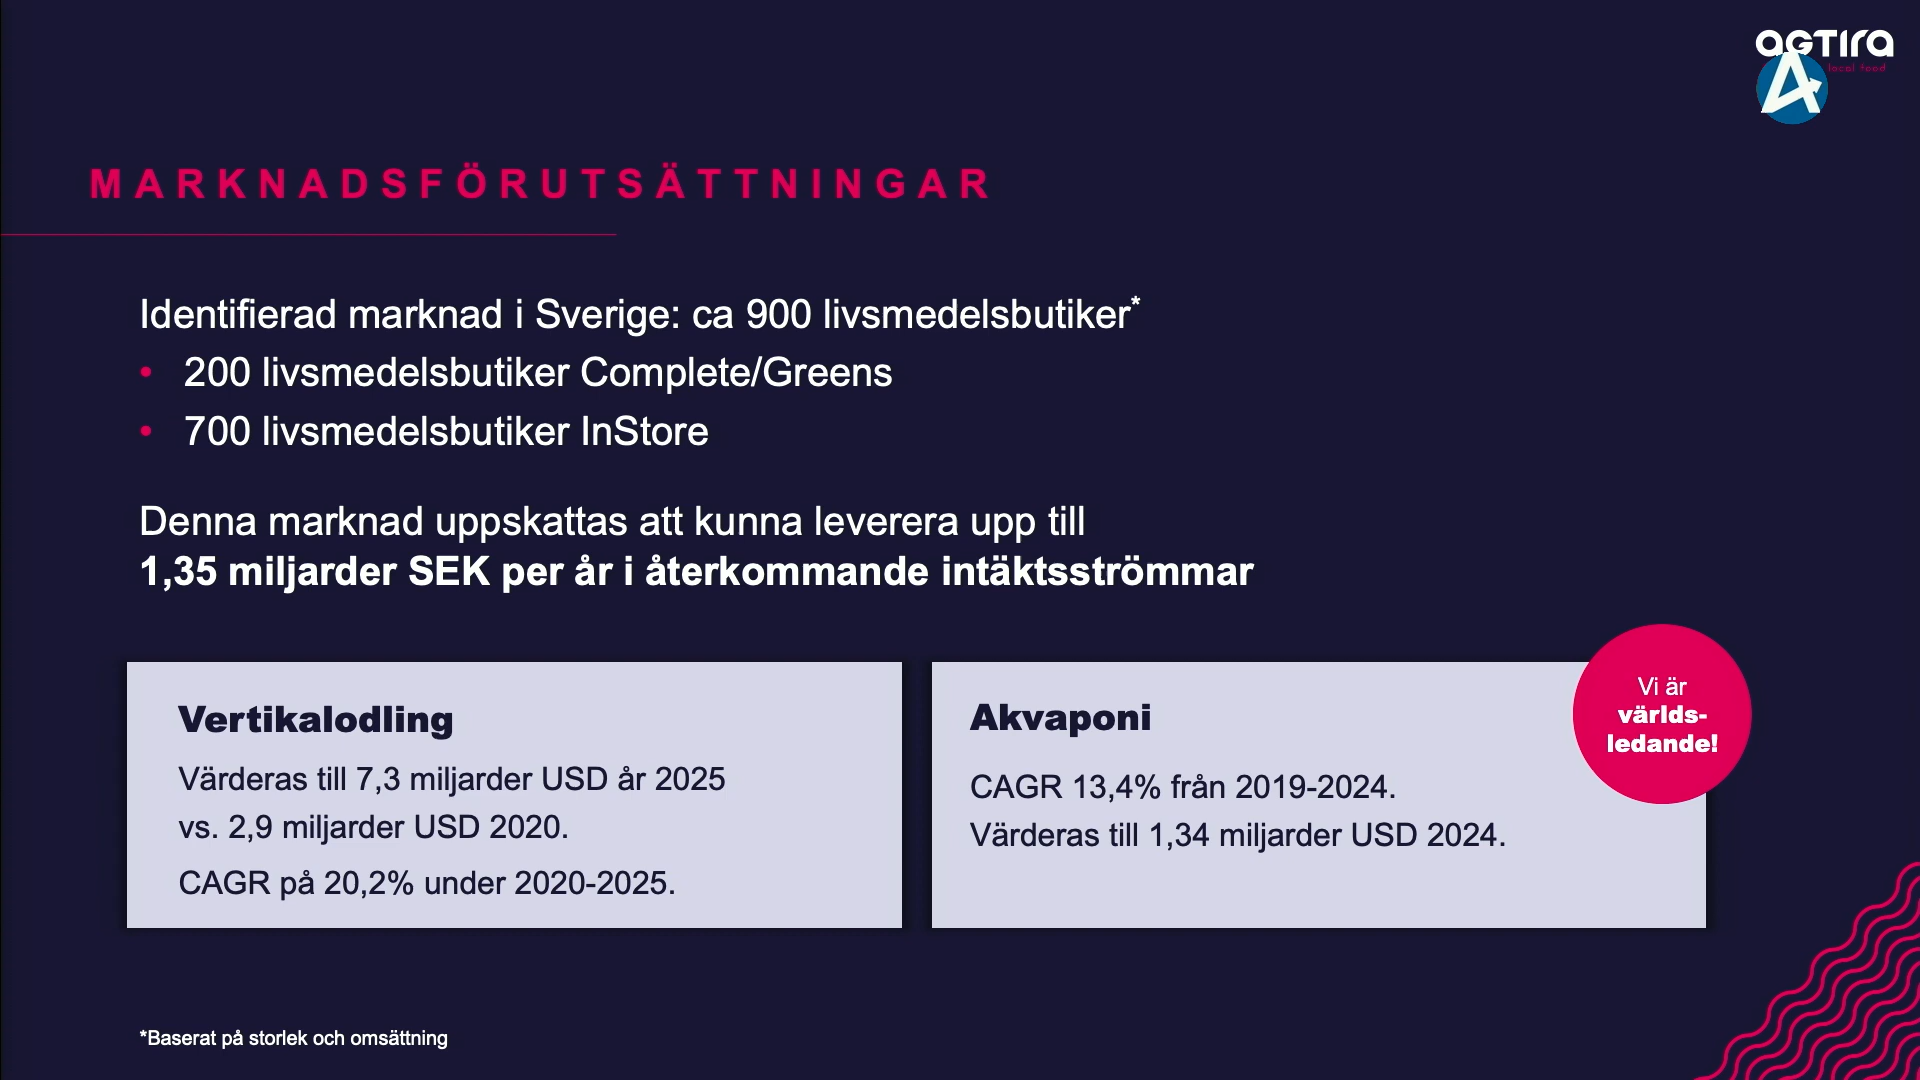 agtira
local food
MARKNADSFÖRUTSÄTTNINGAR
Identifierad marknad i Sverige: ca 900 livsmedelsbutiker*
• 200 livsmedelsbutiker Complete/Greens
• 700 livsmedelsbutiker InStore
Denna marknad uppskattas att kunna leverera upp till
1,35 miljarder SEK per år i återkommande intäktsströmmar
Vertikalodling
Värderas till 7,3 miljarder USD år 2025
vs. 2,9 miljarder USD 2020.
CAGR på 20,2% under 2020-2025.
Akvaponi
CAGR 13,4% från 2019-2024.
Värderas till 1,34 miljarder USD 2024.
Vi är
världs-
ledande!
*Baserat på storlek och omsättning